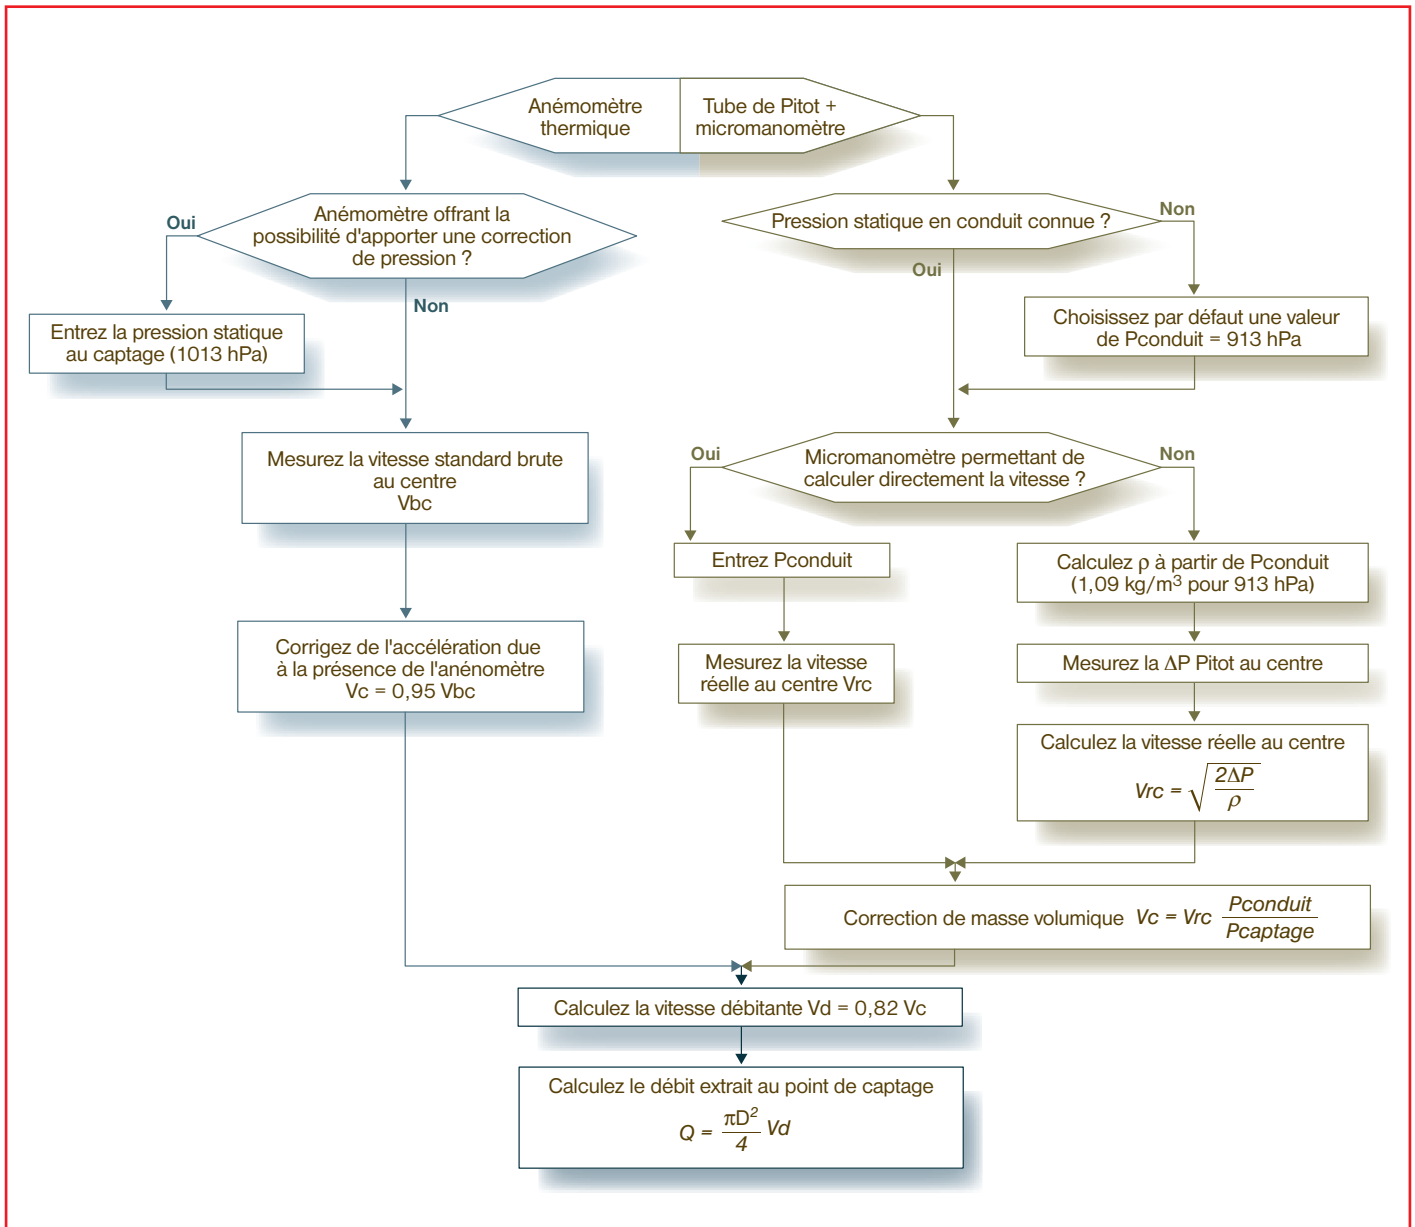 Anémomètre
thermique
Tube de Pitot +
micromanomètre
Oui
Anémomètre offrant la
possibilité d'apporter une correction
de pression ?
Non
Entrez la pression statique
au captage (1013 hPa)
Mesurez la vitesse standard brute
au centre
Vbc
Corrigez de l'accélération due
à la présence de l'anénomètre
Vc = 0,95 Vbc
Pression statique en conduit connue ?
Non
Oui
Choisissez par défaut une valeur
de Pconduit = 913 hPa
Oui
Micromanomètre permettant de
calculer directement la vitesse ?
Non
Entrez Pconduit
Mesurez la vitesse
réelle au centre Vrc
Calculez ρ à partir de Pconduit
(1,09 kg/m³ pour 913 hPa)
Mesurez la ΔP Pitot au centre
Calculez la vitesse réelle au centre
Vrc = √(2ΔP/ρ)
Correction de masse volumique Vc = Vrc Pconduit/Pcaptage
Calculez la vitesse débitante Vd = 0,82 Vc
Calculez le débit extrait au point de captage
Q = πD²/4 Vd